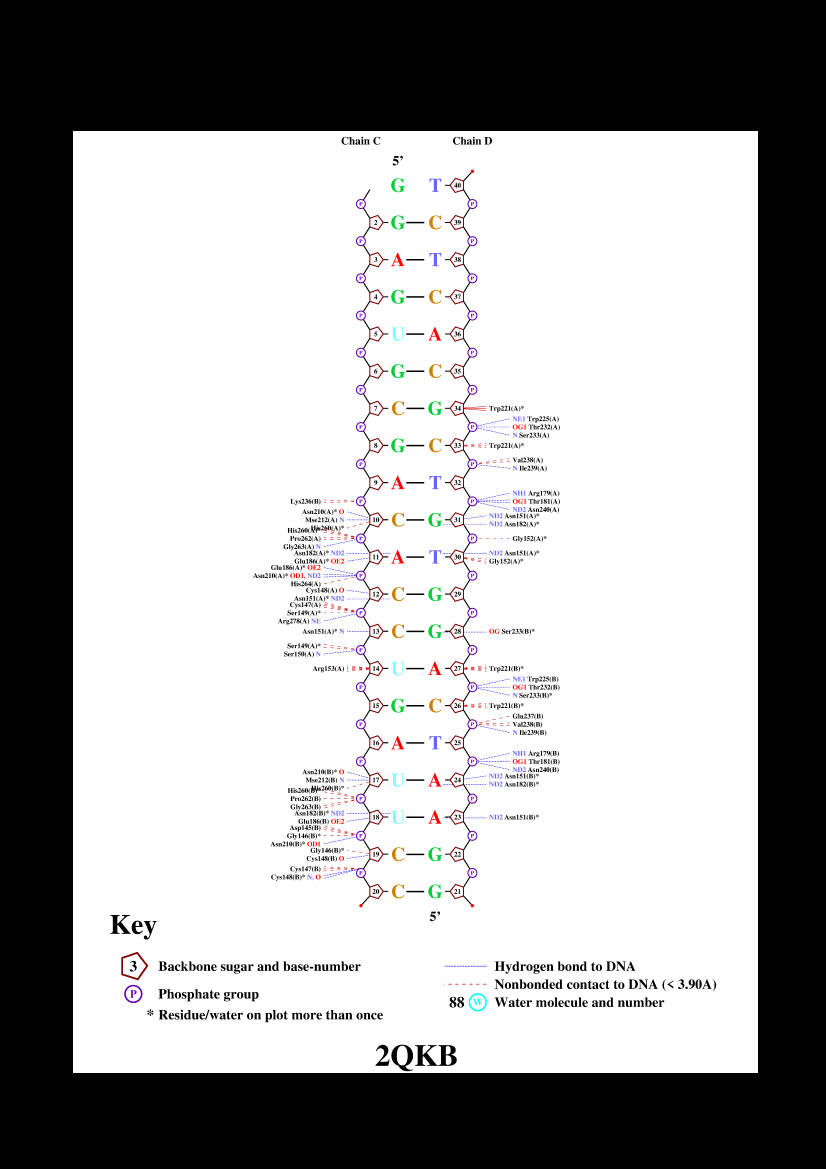 Chain C Chain D
5’
G T 40
P P
2 G C 39
P P
3 A T 38
P P
4 G C 37
P P
5 U A 36
P P
6 G C 35
P P
7 C G 34 Trp221(A)*
NE1 Trp225(A)
P P OG1 Thr232(A)
N Ser233(A)
8 G C 33 Trp221(A)*
Val238(A)
P P
N Ile239(A)
9 A T 32
NH1 Arg179(A)
Lys236(B) P P OG1 Thr181(A)
ND2 Asn240(A)
Asn210(A)* O
ND2 Asn151(A)*
Mse212(A) N 10 C G 31
ND2 Asn182(A)*
His260(A)*
His260(A)*
Pro262(A) P P Gly152(A)*
Gly263(A) N
Asn182(A)* ND2 11 A T 30 ND2 Asn151(A)*
Glu186(A)* OE2 Gly152(A)*
Glu186(A)* OE2
Asn210(A)* OD1, ND2 P P
His264(A)
Cys148(A) O
12 C G 29
Asn151(A)* ND2
Cys147(A)
Ser149(A)* P P
Arg278(A) NE
Asn151(A)* N 13 C G 28 OG Ser233(B)*
Ser149(A)*
P P
Ser150(A) N
Arg153(A) 14 U A 27 Trp221(B)*
NE1 Trp225(B)
P P OG1 Thr232(B)
N Ser233(B)*
15 G C 26 Trp221(B)*
Glu237(B)
P P Val238(B)
N Ile239(B)
16 A T 25
NH1 Arg179(B)
P P OG1 Thr181(B)
ND2 Asn240(B)
Asn210(B)* O
ND2 Asn151(B)*
Mse212(B) N 17 U A 24
ND2 Asn182(B)*
His260(B)*
His260(B)*
Pro262(B) P P
Gly263(B)
Asn182(B)* ND2
18 U A 23 ND2 Asn151(B)*
Glu186(B) OE2
Asp145(B)
Gly146(B)* P P
Asn210(B)* OD1
Gly146(B)*
19 C G 22
Cys148(B) O
Cys147(B)
P P
Cys148(B)* N, O
20 C G 21
5’
Key
3 Backbone sugar and base-number
P Phosphate group
* Residue/water on plot more than once
Hydrogen bond to DNA
Nonbonded contact to DNA (< 3.90A)
88 W Water molecule and number
2QKB